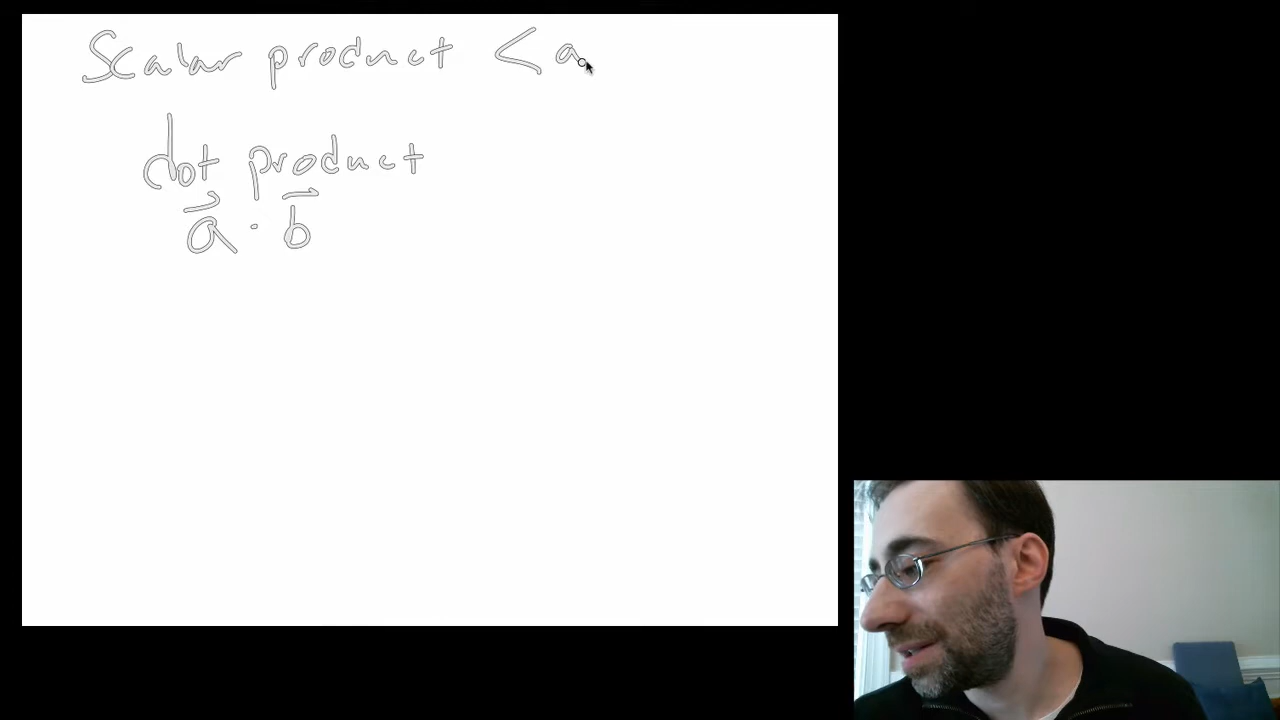 Scalar product < a
dot product
a⃗ · b⃗